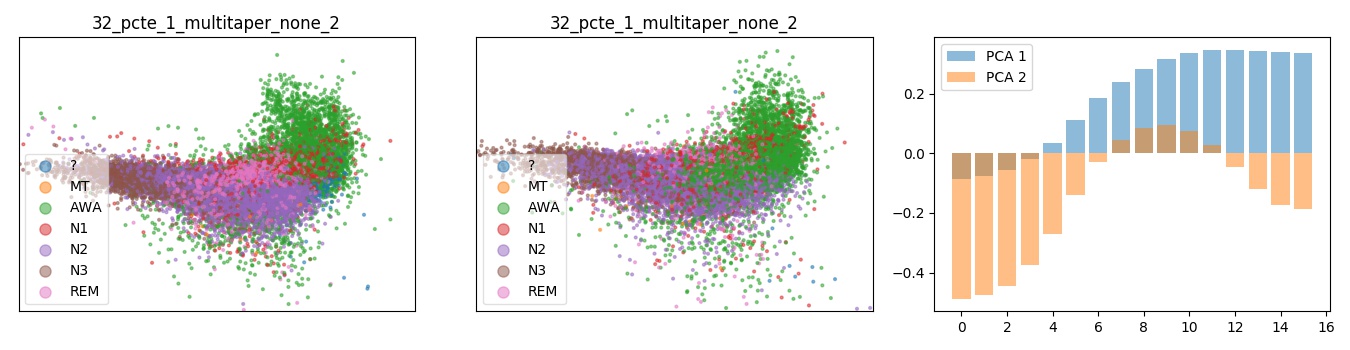 32_pcte_1_multitaper_none_2
?
MT
AWA
N1
N2
N3
REM
32_pcte_1_multitaper_none_2
?
MT
AWA
N1
N2
N3
REM
PCA 1
PCA 2
0.2
0.0
−0.2
−0.4
0 2 4 6 8 10 12 14 16